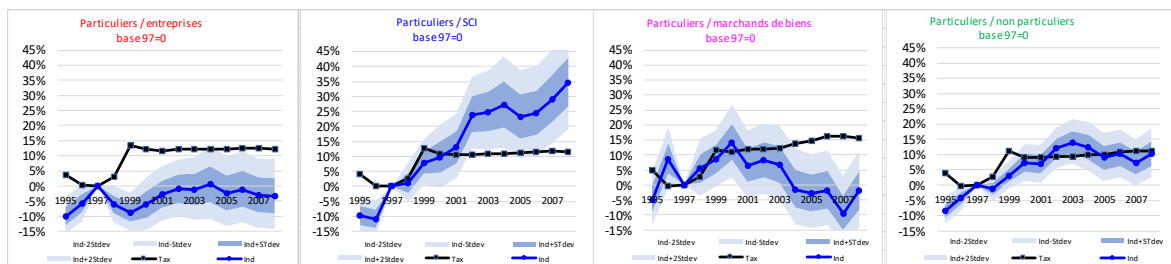 Particuliers / entreprises
base 97=0
45%
40%
35%
30%
25%
20%
15%
10%
5%
0%
-5%
-10%
-15%
1995 1997 1999 2001 2003 2005 2007
Ind-2Stdev Ind-Stdev Ind+STdev
Ind+2Stdev Tax Ind
Particuliers / SCI
base 97=0
45%
40%
35%
30%
25%
20%
15%
10%
5%
0%
-5%
-10%
-15%
1995 1997 1999 2001 2003 2005 2007
Ind-2Stdev Ind-Stdev Ind+STdev
Ind+2Stdev Tax Ind
Particuliers / marchands de biens
base 97=0
45%
40%
35%
30%
25%
20%
15%
10%
5%
0%
-5%
-10%
-15%
1995 1997 1999 2001 2003 2005 2007
Ind-2Stdev Ind-Stdev Ind+STdev
Ind+2Stdev Tax Ind
Particuliers / non particuliers
base 97=0
45%
40%
35%
30%
25%
20%
15%
10%
5%
0%
-5%
-10%
-15%
1995 1997 1999 2001 2003 2005 2007
Ind-2Stdev Ind-Stdev Ind+STdev
Ind+2Stdev Tax Ind